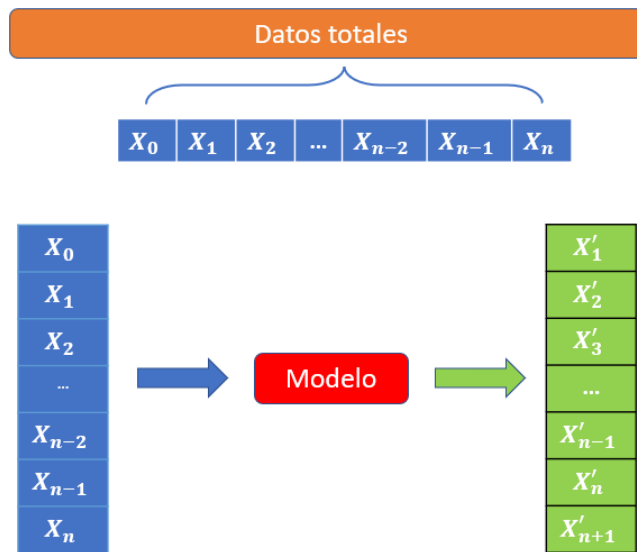 Datos totales
X₀ X₁ X₂ ... Xₙ₋₂ Xₙ₋₁ Xₙ
X₀
X₁
X₂
...
Xₙ₋₂
Xₙ₋₁
Xₙ
Modelo
X′₁
X′₂
X′₃
...
X′ₙ₋₁
X′ₙ
X′ₙ₊₁